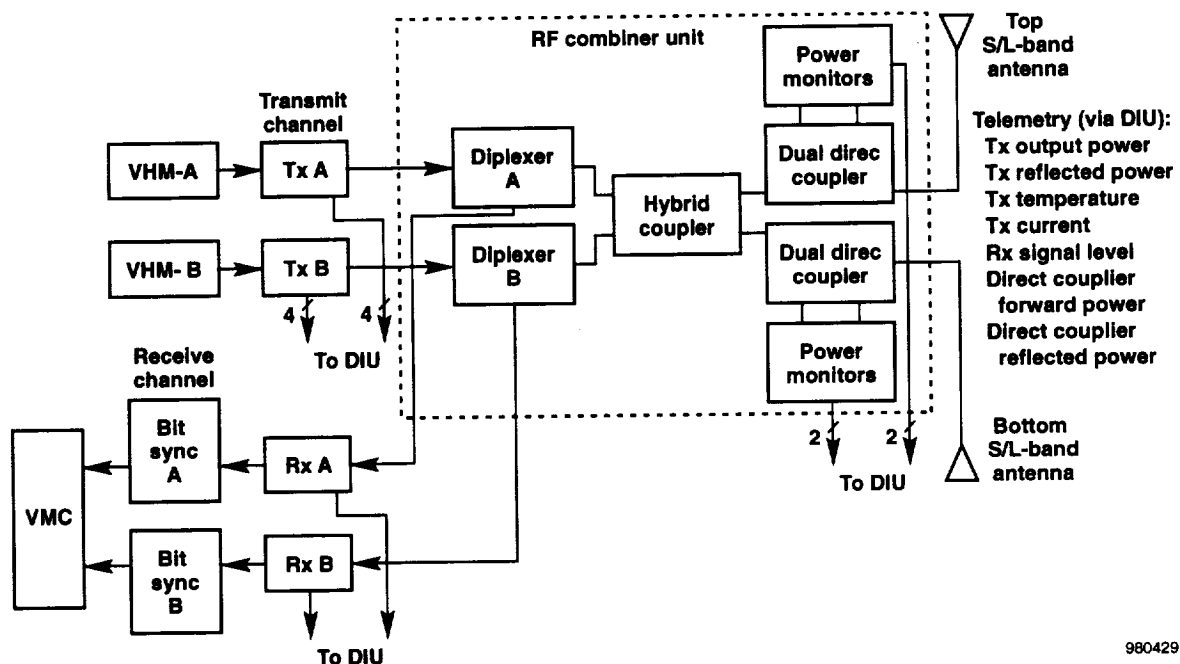 RF combiner unit
Top
S/L-band
antenna
Power
monitors
Transmit
channel
Telemetry (via DIU):
Tx output power
Tx reflected power
Tx temperature
Tx current
Rx signal level
Direct couplier
forward power
Direct couplier
reflected power
VHM-A
Tx A
Diplexer
A
Dual direc
coupler
Hybrid
coupler
VHM- B
Tx B
Diplexer
B
Dual direc
coupler
4
4
To DIU
Power
monitors
Receive
channel
2
2
To DIU
Bottom
S/L-band
antenna
Bit
sync
A
Rx A
VMC
Bit
sync
B
Rx B
To DIU
980429